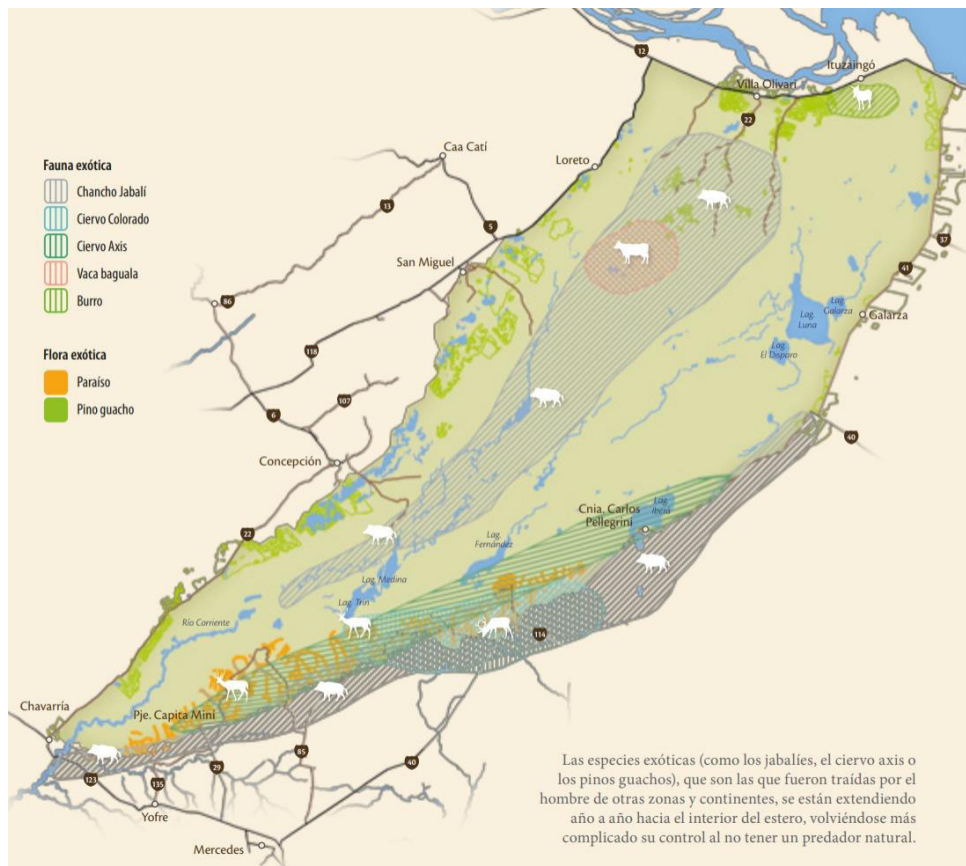 12
Ituzaingó
Villa Olivari
22
Caa Catí
Loreto
Fauna exótica
Chancho Jabalí
Ciervo Colorado
Ciervo Axis
Vaca baguala
Burro
13
5
37
San Miguel
41
86
Lag. Galarza
Lag. Luna
Galarza
Lag. El Disparo
118
Flora exótica
Paraíso
Pino guacho
107
6
40
Concepción
Lag. Iberá
Cnia. Carlos
Pellegrini
22
Lag. Fernández
Lag. Medina
Lag. Trin
Río Corriente
114
Chavarría
Pje. Capita Mini
123
135
29
85
40
Yofre
Mercedes
Las especies exóticas (como los jabalíes, el ciervo axis o
los pinos guachos), que son las que fueron traídas por el
hombre de otras zonas y continentes, se están extendiendo
año a año hacia el interior del estero, volviéndose más
complicado su control al no tener un predador natural.